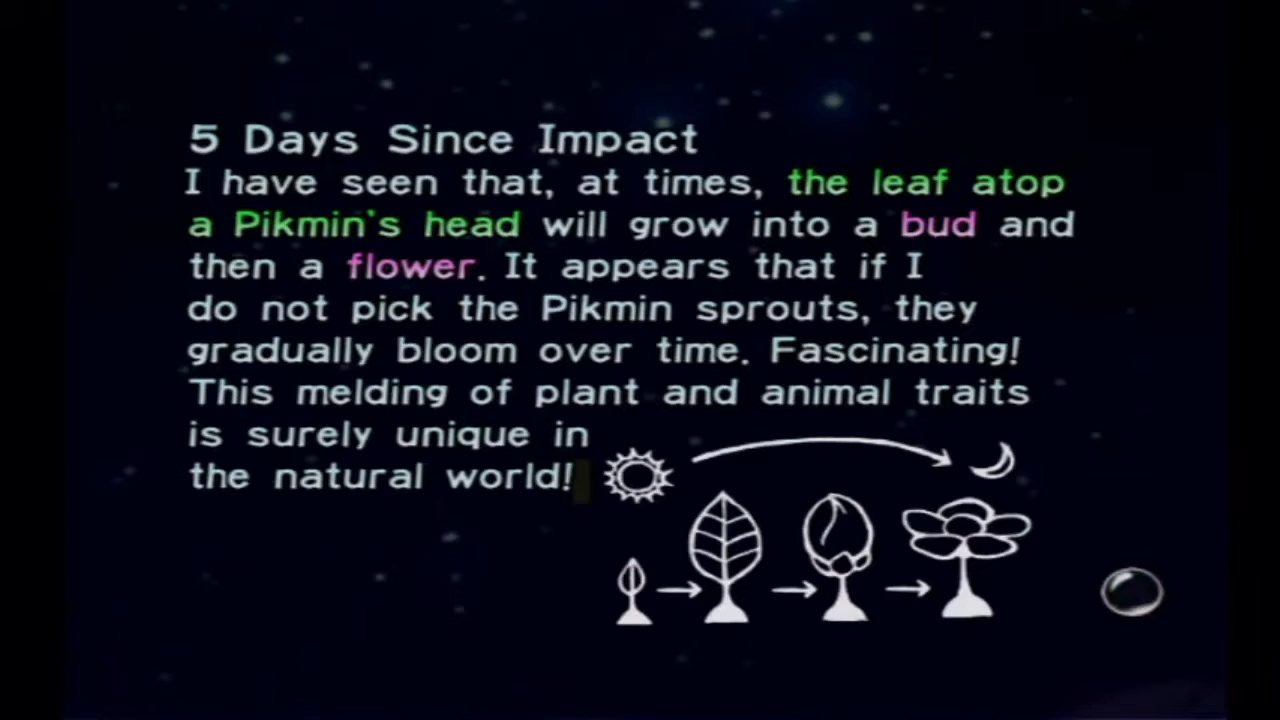 5 Days Since Impact
I have seen that, at times, the leaf atop
a Pikmin's head will grow into a bud and
then a flower. It appears that if I
do not pick the Pikmin sprouts, they
gradually bloom over time. Fascinating!
This melding of plant and animal traits
is surely unique in
the natural world!